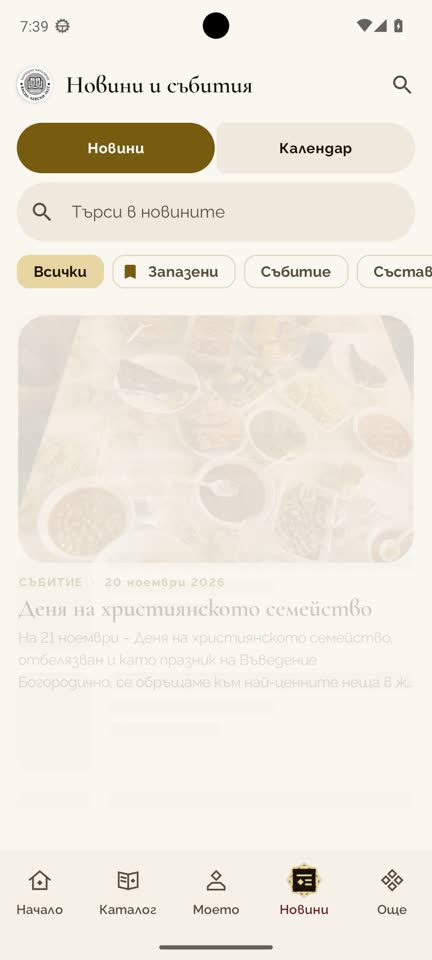 7:39
Новини и събития
Новини
Календар
Търси в новините
Всички
Запазени
Събитие
Състав
СЪБИТИЕ · 20 ноември 2026
Деня на християнското семейство
На 21 ноември – Деня на християнското семейство,
отбелязван и като празник на Въведение
Богородично, се обръщаме към най-ценните неща в ж...
Начало
Каталог
Моето
Новини
Още